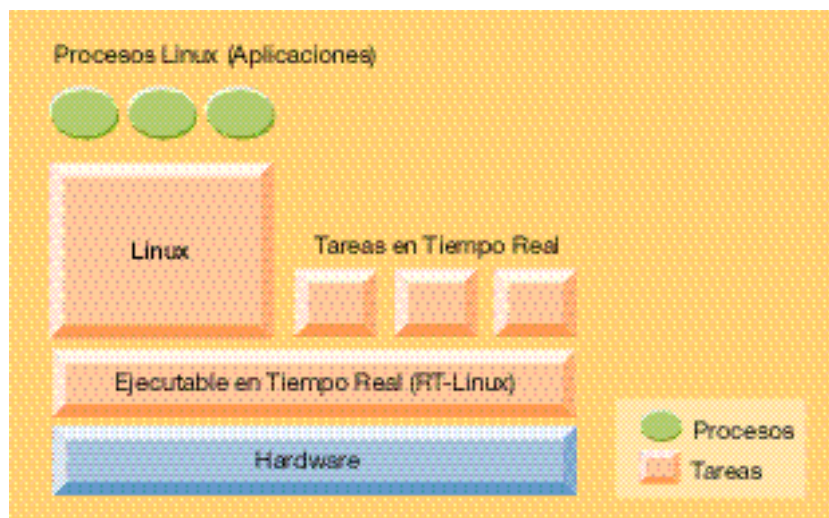 Procesos Linux (Aplicaciones)
Linux
Tareas en Tiempo Real
Ejecutable en Tiempo Real (RT-Linux)
Hardware
Procesos
Tareas